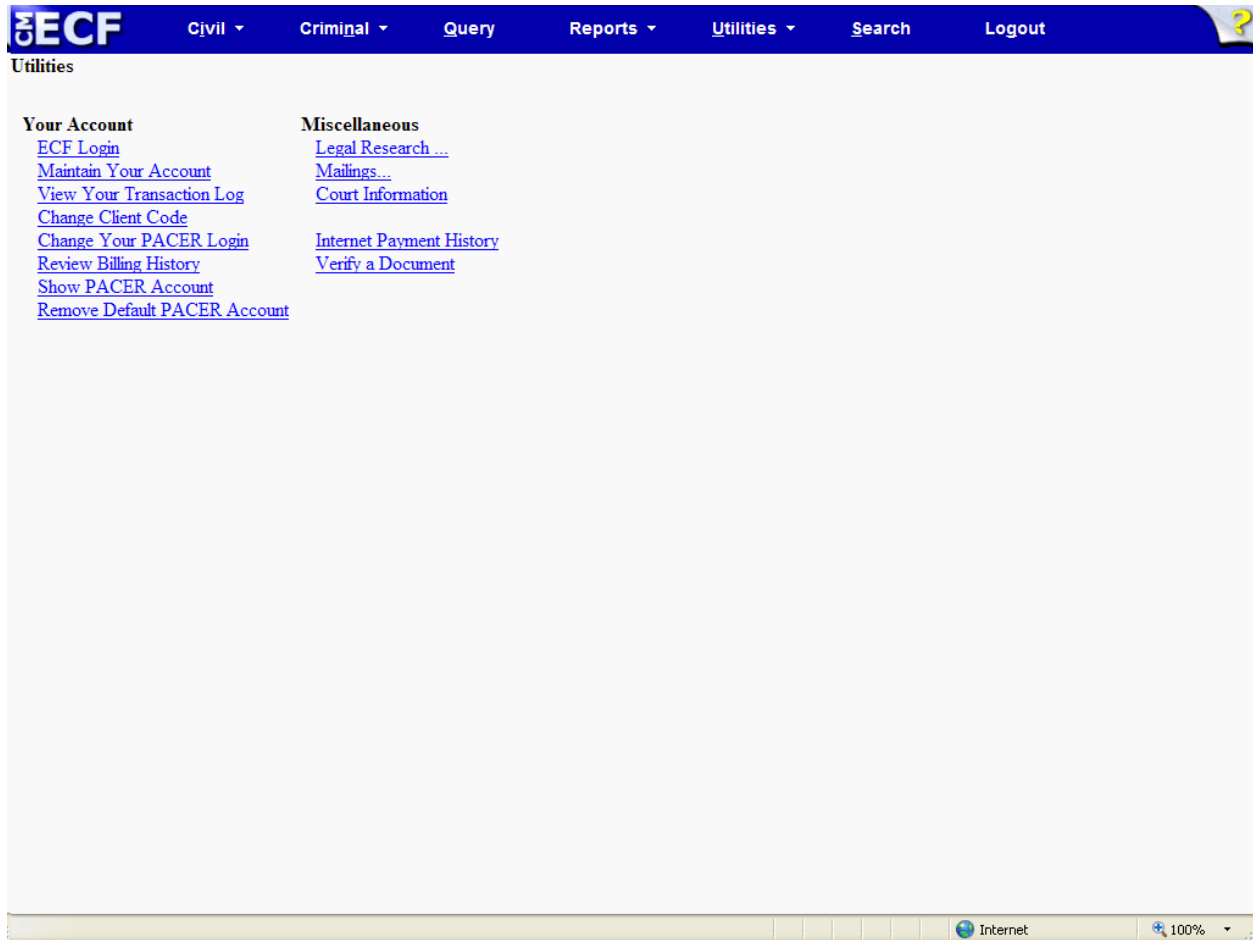 CM ECF Civil Criminal Query Reports Utilities Search Logout ?
Utilities
Your Account
ECF Login
Maintain Your Account
View Your Transaction Log
Change Client Code
Change Your PACER Login
Review Billing History
Show PACER Account
Remove Default PACER Account
Miscellaneous
Legal Research ...
Mailings...
Court Information
Internet Payment History
Verify a Document
Internet 100%